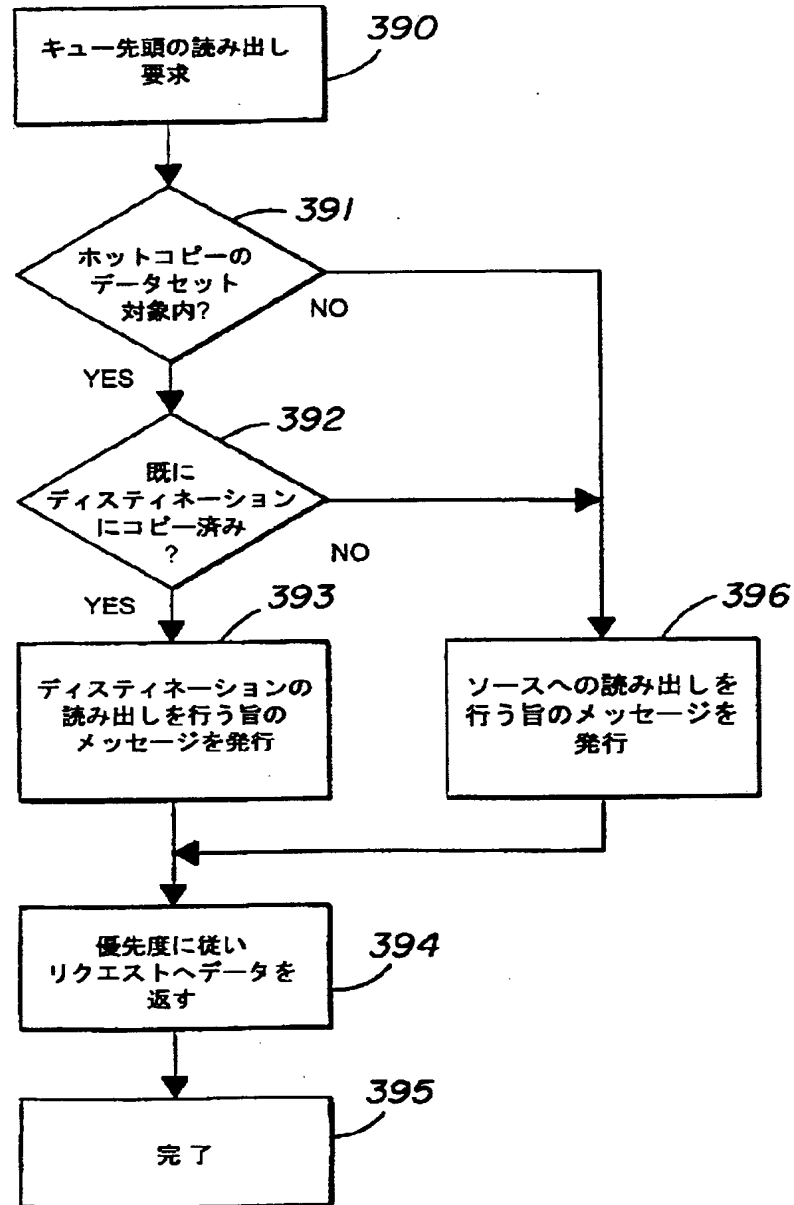 キュー先頭の読み出し
要求
390
391
ホットコピーの
データセット
対象内?
NO
YES
392
既に
ディスティネーション
にコピー済み
?
NO
YES
393
396
ディスティネーションの
読み出しを行う旨の
メッセージを発行
ソースへの読み出しを
行う旨のメッセージを
発行
優先度に従い
リクエストへデータを
返す
394
395
完了